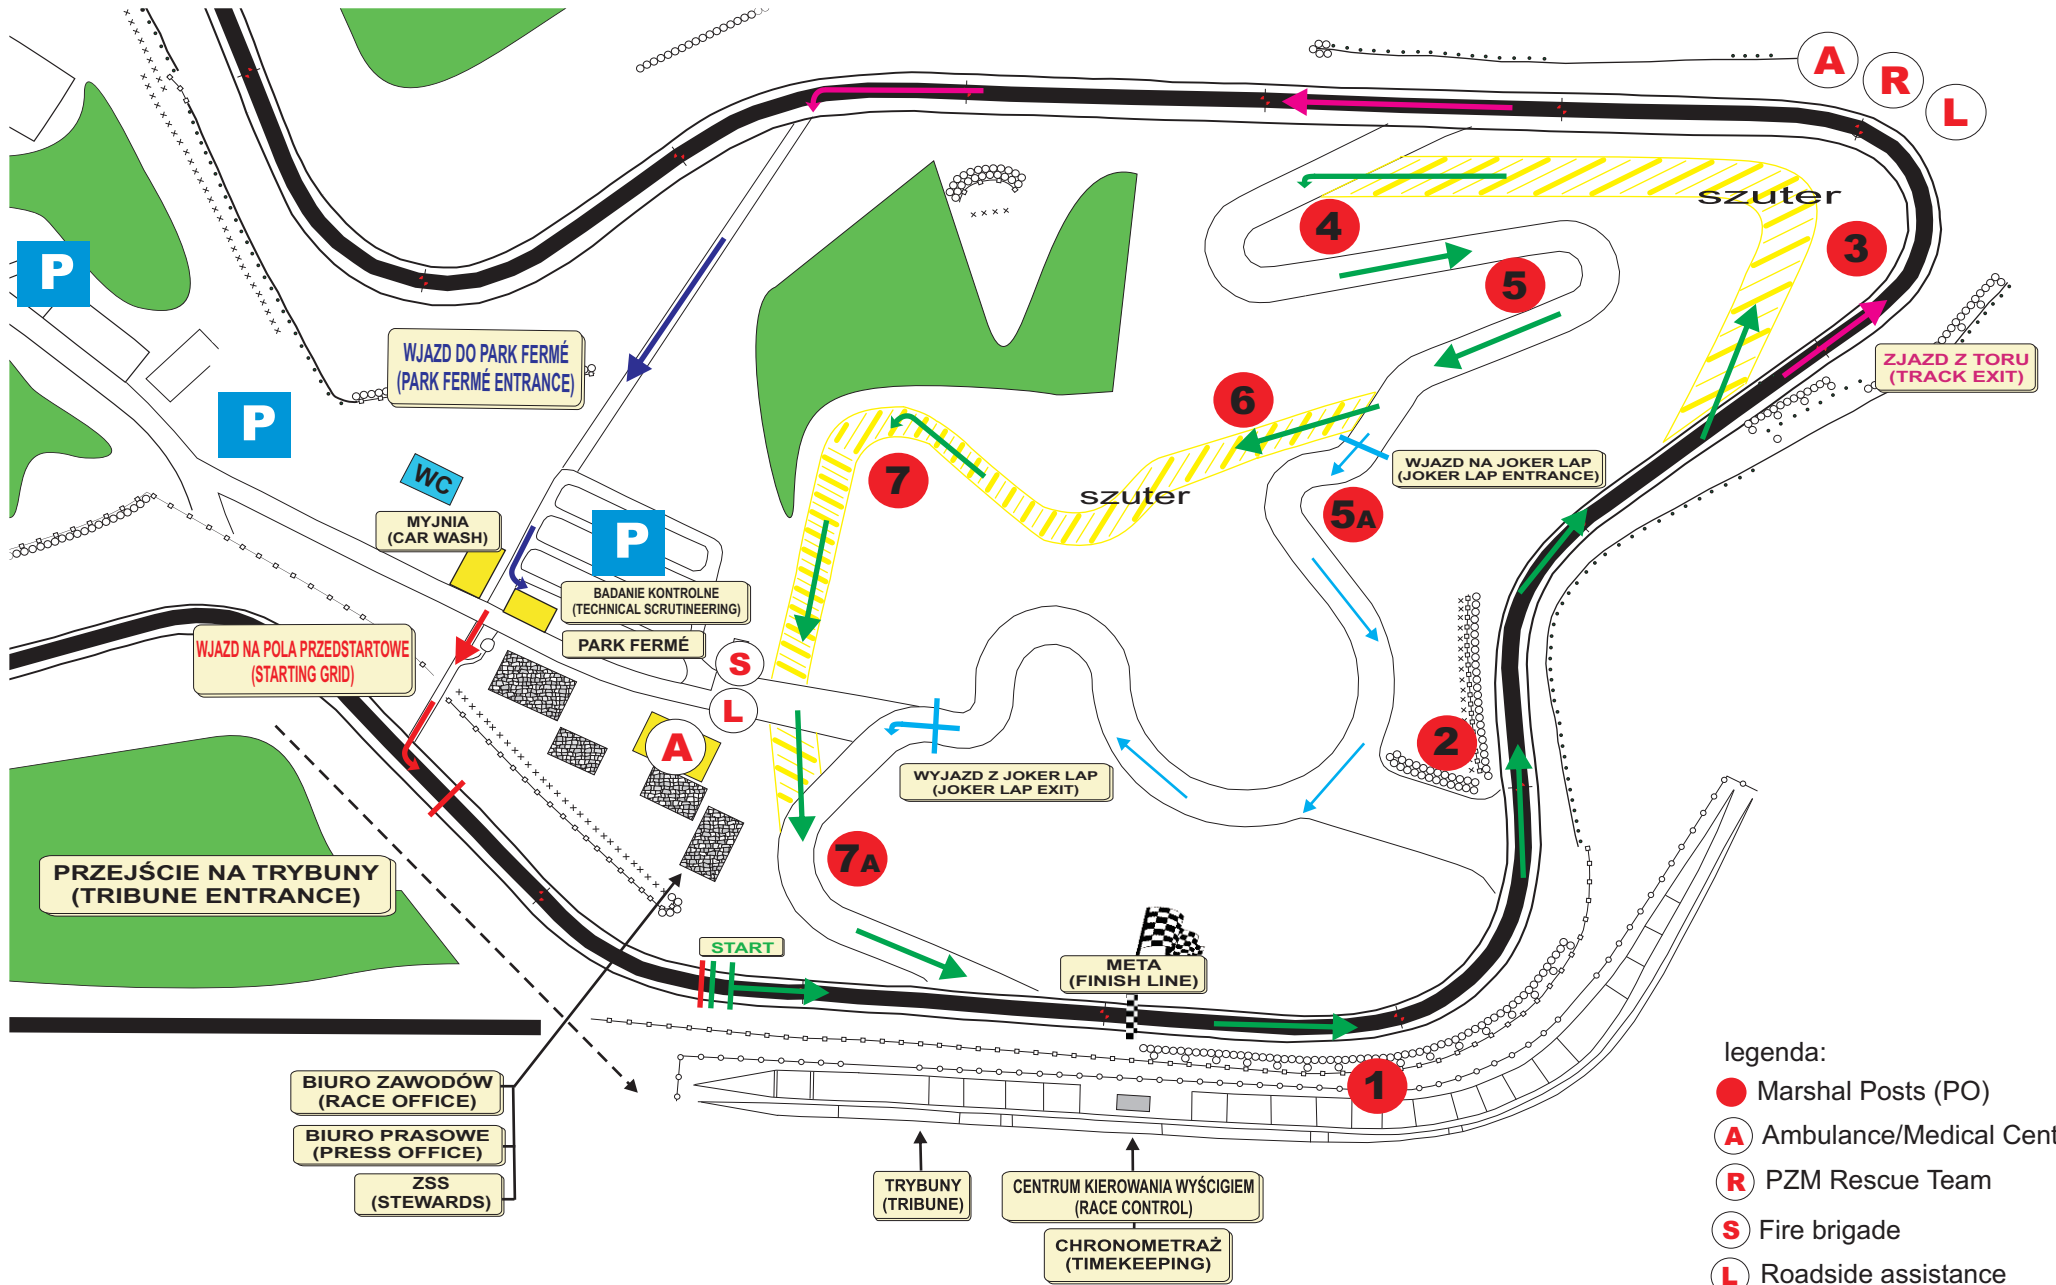 A
R
L
szuter
4
3
P
5
WJAZD DO PARK FERMÉ
(PARK FERMÉ ENTRANCE)
ZJAZD Z TORU
(TRACK EXIT)
6
P
WJAZD NA JOKER LAP
(JOKER LAP ENTRANCE)
WC
7
szuter
5A
MYJNIA
(CAR WASH)
P
BADANIE KONTROLNE
(TECHNICAL SCRUTINEERING)
PARK FERMÉ
WJAZD NA POLA PRZEDSTARTOWE
(STARTING GRID)
S
L
A
2
WYJAZD Z JOKER LAP
(JOKER LAP EXIT)
7A
PRZEJŚCIE NA TRYBUNY
(TRIBUNE ENTRANCE)
START
META
(FINISH LINE)
1
BIURO ZAWODÓW
(RACE OFFICE)
BIURO PRASOWE
(PRESS OFFICE)
ZSS
(STEWARDS)
TRYBUNY
(TRIBUNE)
CENTRUM KIEROWANIA WYŚCIGIEM
(RACE CONTROL)
CHRONOMETRAŻ
(TIMEKEEPING)
legenda:
Marshal Posts (PO)
A Ambulance/Medical Cent
R PZM Rescue Team
S Fire brigade
L Roadside assistance